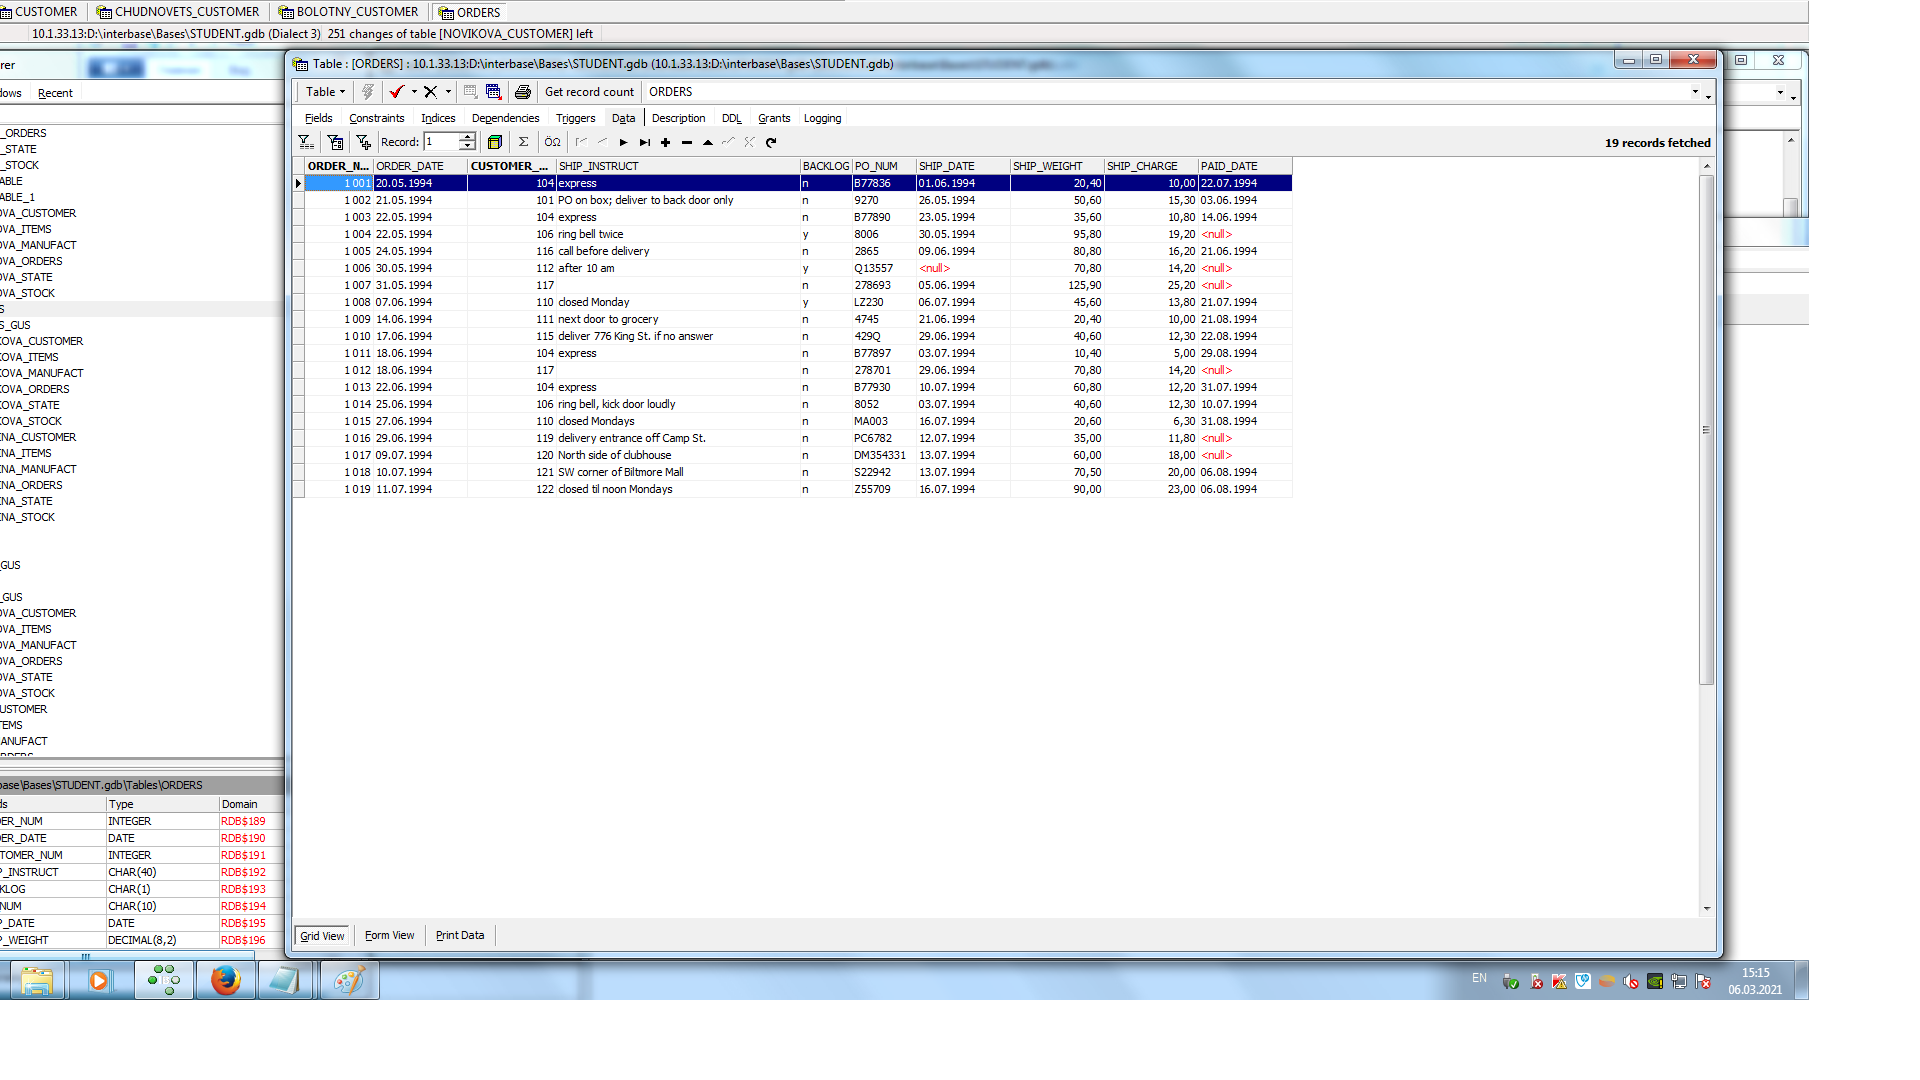 CUSTOMER CHUDNOVETS_CUSTOMER BOLOTNY_CUSTOMER ORDERS
10.1.33.13:D:\interbase\Bases\STUDENT.gdb (Dialect 3) 251 changes of table [NOVIKOVA_CUSTOMER] left
rer
dows Recent
_ORDERS
_STATE
_STOCK
ABLE
ABLE_1
OVA_CUSTOMER
OVA_ITEMS
OVA_MANUFACT
OVA_ORDERS
OVA_STATE
OVA_STOCK
S
S_GUS
KOVA_CUSTOMER
KOVA_ITEMS
KOVA_MANUFACT
KOVA_ORDERS
KOVA_STATE
KOVA_STOCK
INA_CUSTOMER
INA_ITEMS
INA_MANUFACT
INA_ORDERS
INA_STATE
INA_STOCK
_GUS
_GUS
OVA_CUSTOMER
OVA_ITEMS
OVA_MANUFACT
OVA_ORDERS
OVA_STATE
OVA_STOCK
CUSTOMER
TEMS
MANUFACT
ORDERS
base\Bases\STUDENT.gdb\Tables\ORDERS
ds Type Domain
DER_NUM INTEGER RDB$189
DER_DATE DATE RDB$190
TOMER_NUM INTEGER RDB$191
P_INSTRUCT CHAR(40) RDB$192
KLOG CHAR(1) RDB$193
NUM CHAR(10) RDB$194
P_DATE DATE RDB$195
P_WEIGHT DECIMAL(8,2) RDB$196
Table : [ORDERS] : 10.1.33.13:D:\interbase\Bases\STUDENT.gdb (10.1.33.13:D:\interbase\Bases\STUDENT.gdb)
Table Get record count ORDERS
Fields Constraints Indices Dependencies Triggers Data Description DDL Grants Logging
Record: 1 Σ ÖΩ 19 records fetched
ORDER_N... ORDER_DATE CUSTOMER_... SHIP_INSTRUCT BACKLOG PO_NUM SHIP_DATE SHIP_WEIGHT SHIP_CHARGE PAID_DATE
1 001 20.05.1994 104 express n B77836 01.06.1994 20,40 10,00 22.07.1994
1 002 21.05.1994 101 PO on box; deliver to back door only n 9270 26.05.1994 50,60 15,30 03.06.1994
1 003 22.05.1994 104 express n B77890 23.05.1994 35,60 10,80 14.06.1994
1 004 22.05.1994 106 ring bell twice y 8006 30.05.1994 95,80 19,20 <null>
1 005 24.05.1994 116 call before delivery n 2865 09.06.1994 80,80 16,20 21.06.1994
1 006 30.05.1994 112 after 10 am y Q13557 <null> 70,80 14,20 <null>
1 007 31.05.1994 117 n 278693 05.06.1994 125,90 25,20 <null>
1 008 07.06.1994 110 closed Monday y LZ230 06.07.1994 45,60 13,80 21.07.1994
1 009 14.06.1994 111 next door to grocery n 4745 21.06.1994 20,40 10,00 21.08.1994
1 010 17.06.1994 115 deliver 776 King St. if no answer n 429Q 29.06.1994 40,60 12,30 22.08.1994
1 011 18.06.1994 104 express n B77897 03.07.1994 10,40 5,00 29.08.1994
1 012 18.06.1994 117 n 278701 29.06.1994 70,80 14,20 <null>
1 013 22.06.1994 104 express n B77930 10.07.1994 60,80 12,20 31.07.1994
1 014 25.06.1994 106 ring bell, kick door loudly n 8052 03.07.1994 40,60 12,30 10.07.1994
1 015 27.06.1994 110 closed Mondays n MA003 16.07.1994 20,60 6,30 31.08.1994
1 016 29.06.1994 119 delivery entrance off Camp St. n PC6782 12.07.1994 35,00 11,80 <null>
1 017 09.07.1994 120 North side of clubhouse n DM354331 13.07.1994 60,00 18,00 <null>
1 018 10.07.1994 121 SW corner of Biltmore Mall n S22942 13.07.1994 70,50 20,00 06.08.1994
1 019 11.07.1994 122 closed til noon Mondays n Z55709 16.07.1994 90,00 23,00 06.08.1994
Grid View Form View Print Data
EN 15:15
06.03.2021